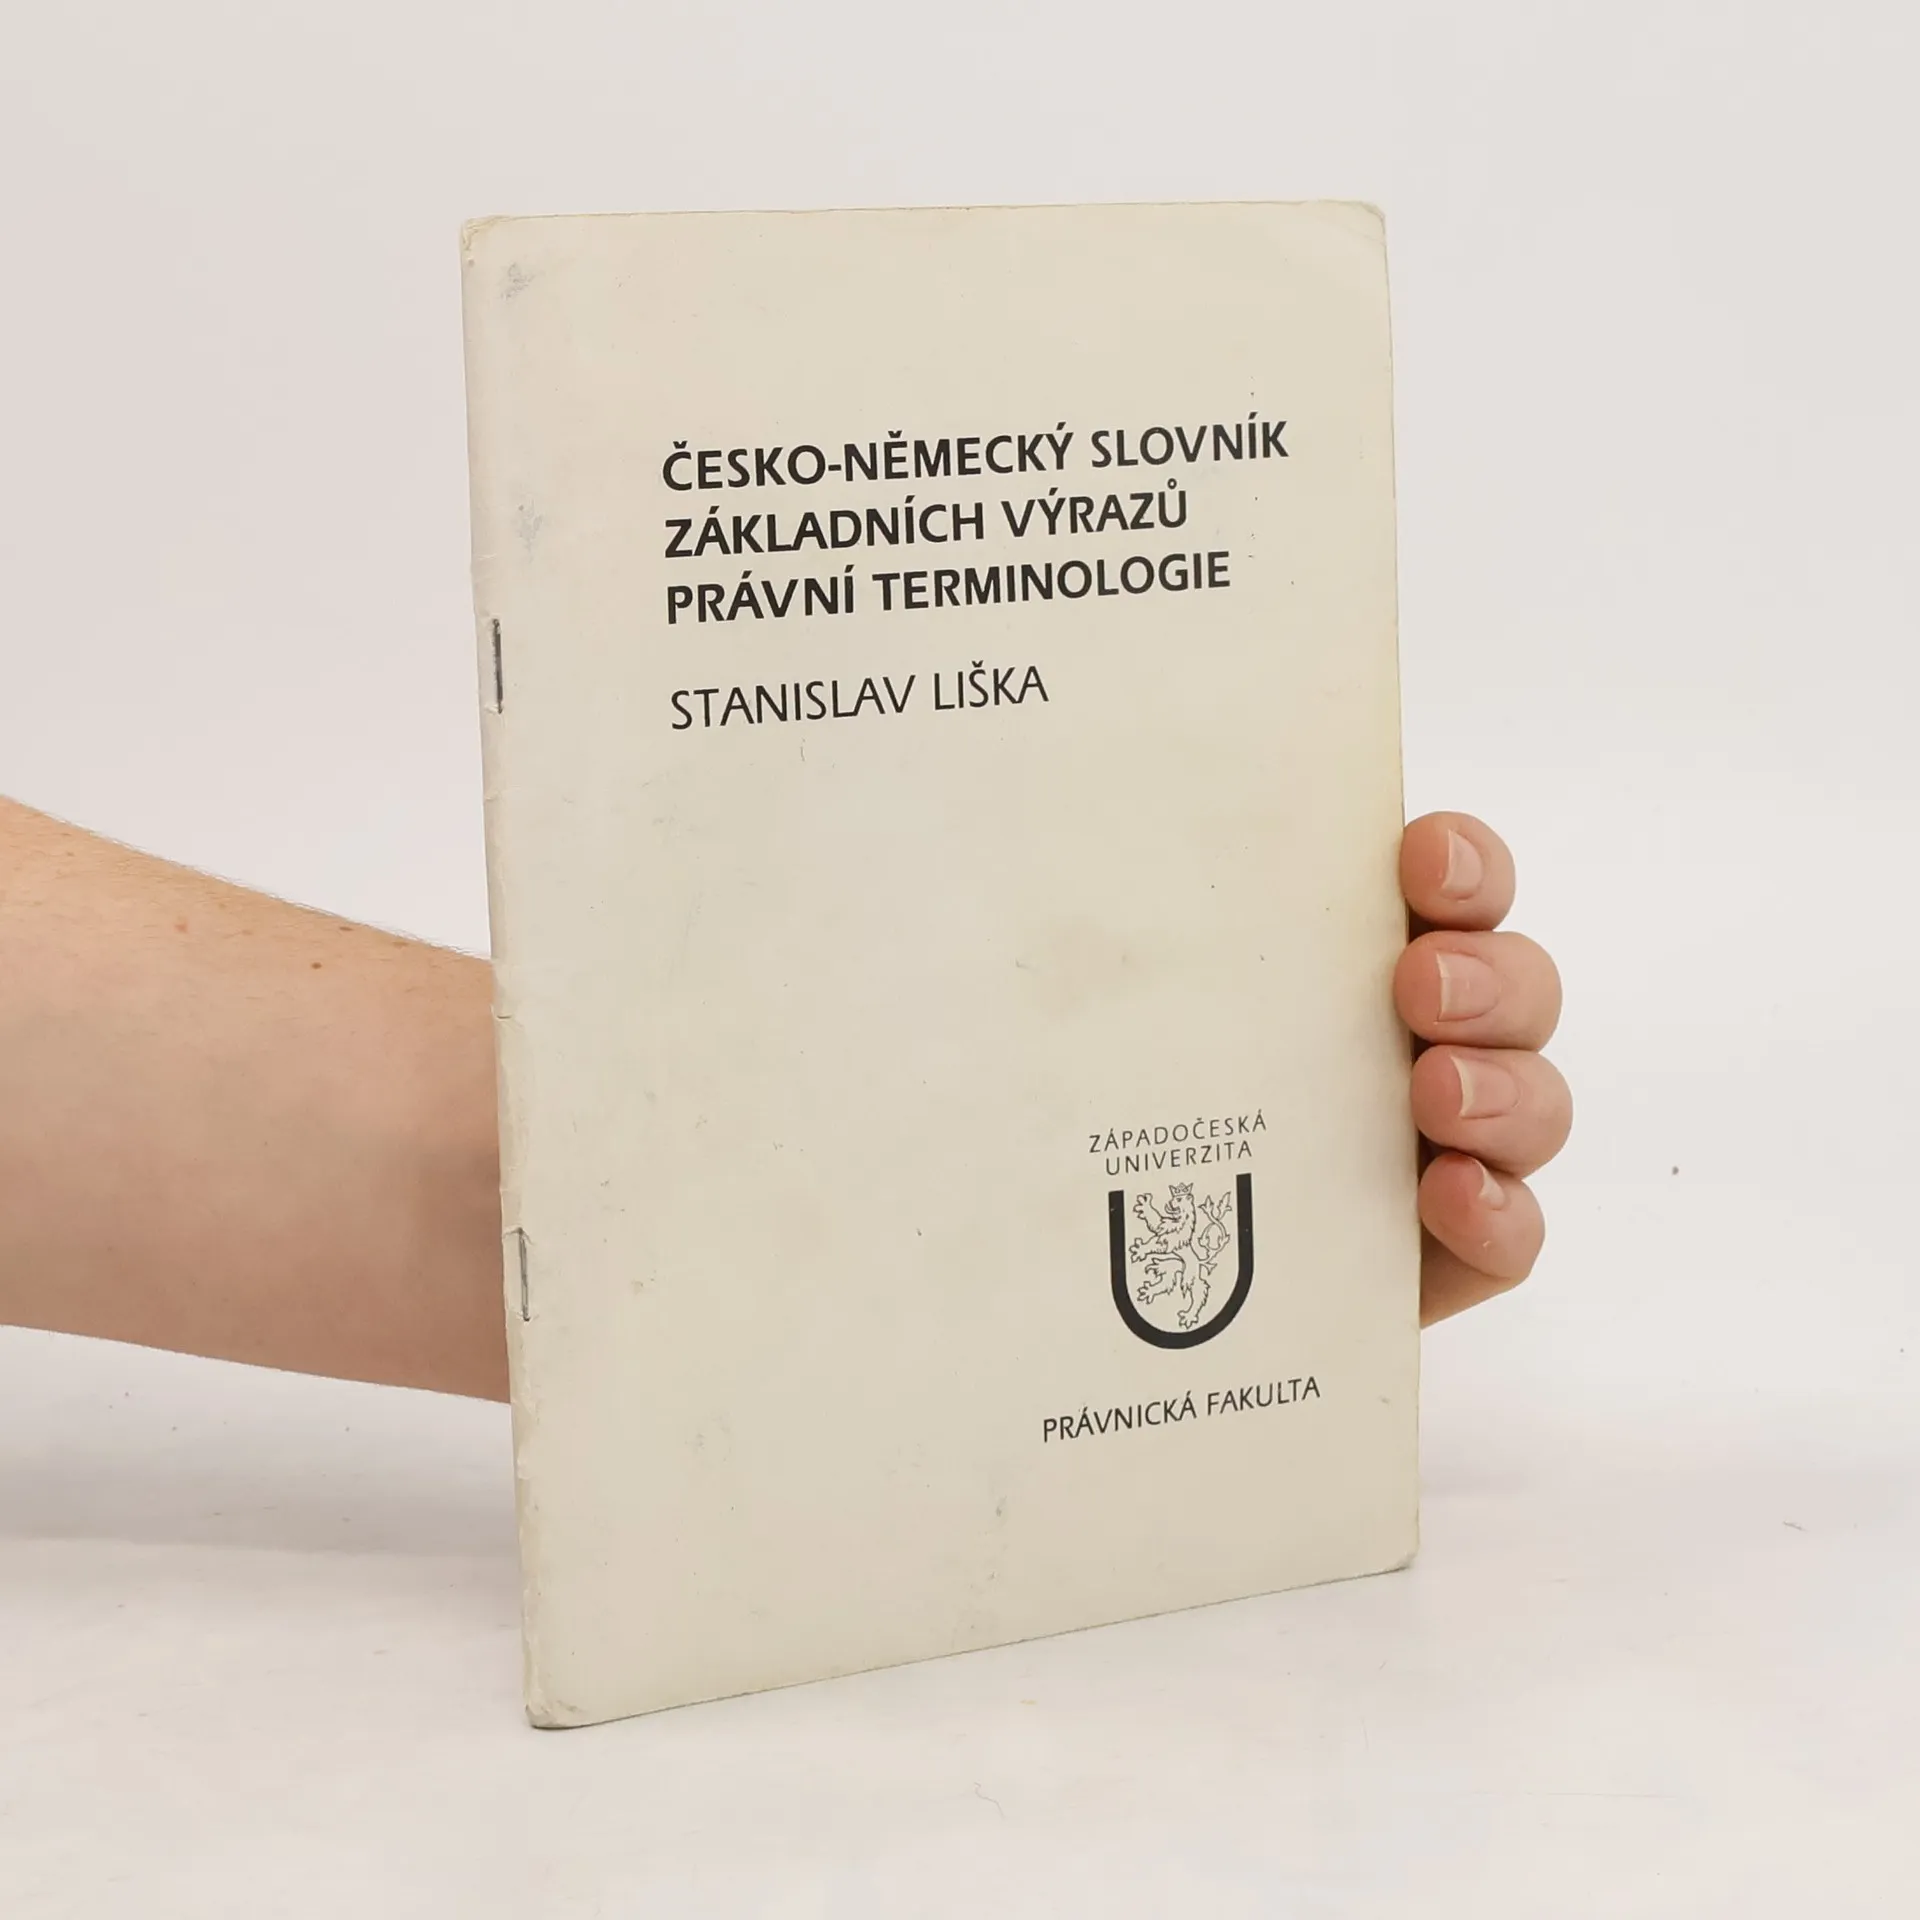 ČESKO-NĚMECKÝ SLOVNÍK
ZÁKLADNÍCH VÝRAZŮ
PRÁVNÍ TERMINOLOGIE
STANISLAV LIŠKA
ZÁPADOČESKÁ
UNIVERZITA
PRÁVNICKÁ FAKULTA